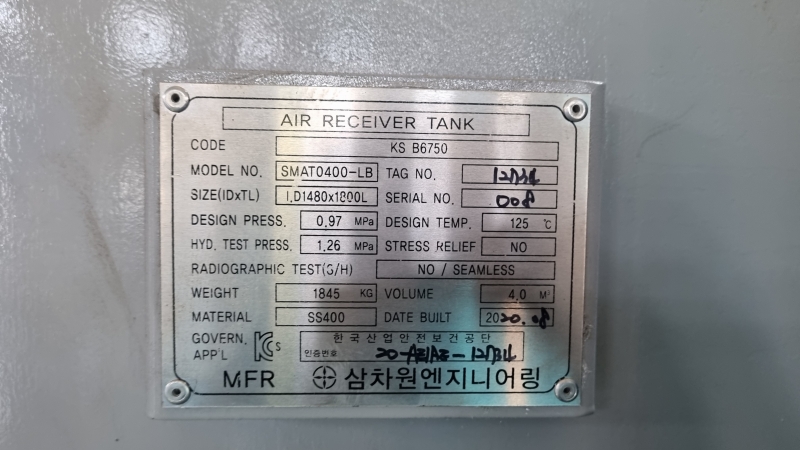 AIR RECEIVER TANK
CODE KS B6750
MODEL NO. SMAT0400-LB TAG NO.
SIZE(IDxTL) I.D1480x1800L SERIAL NO. 008
DESIGN PRESS. 0.97 MPa DESIGN TEMP. 125 ℃
HYD. TEST PRESS. 1.26 MPa STRESS RELIEF NO
RADIOGRAPHIC TEST(S/H) NO / SEAMLESS
WEIGHT 1845 KG VOLUME 4.0 M³
MATERIAL SS400 DATE BUILT 2020.08
GOVERN. APP'L KCs 한국산업안전보건공단
인증번호
MFR 삼차원엔지니어링